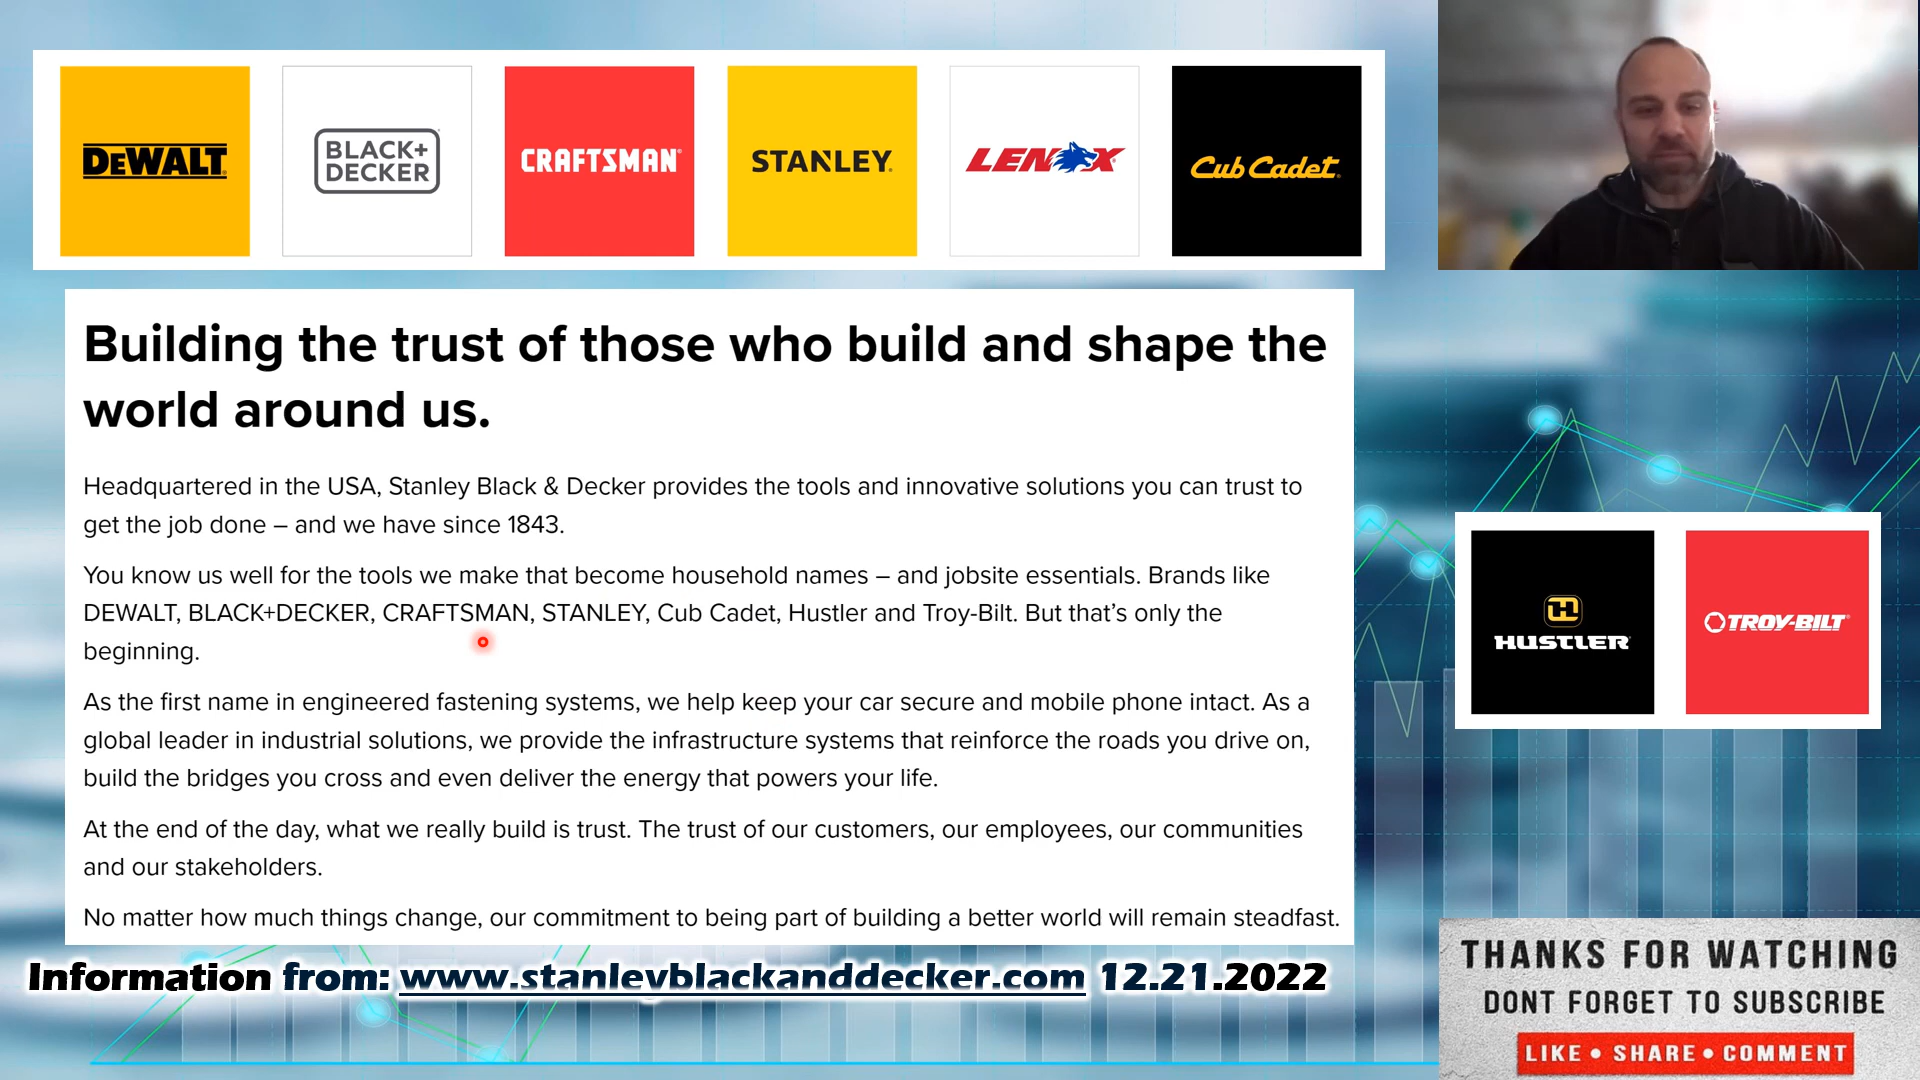 DEWALT
BLACK+
DECKER
CRAFTSMAN
STANLEY
LENOX
Cub Cadet
Building the trust of those who build and shape the
world around us.
Headquartered in the USA, Stanley Black & Decker provides the tools and innovative solutions you can trust to
get the job done – and we have since 1843.
You know us well for the tools we make that become household names – and jobsite essentials. Brands like
DEWALT, BLACK+DECKER, CRAFTSMAN, STANLEY, Cub Cadet, Hustler and Troy-Bilt. But that’s only the
beginning.
As the first name in engineered fastening systems, we help keep your car secure and mobile phone intact. As a
global leader in industrial solutions, we provide the infrastructure systems that reinforce the roads you drive on,
build the bridges you cross and even deliver the energy that powers your life.
At the end of the day, what we really build is trust. The trust of our customers, our employees, our communities
and our stakeholders.
No matter how much things change, our commitment to being part of building a better world will remain steadfast.
Information from: www.stanleyblackanddecker.com 12.21.2022
HUSTLER
TROY-BILT
THANKS FOR WATCHING
DONT FORGET TO SUBSCRIBE
LIKE • SHARE • COMMENT